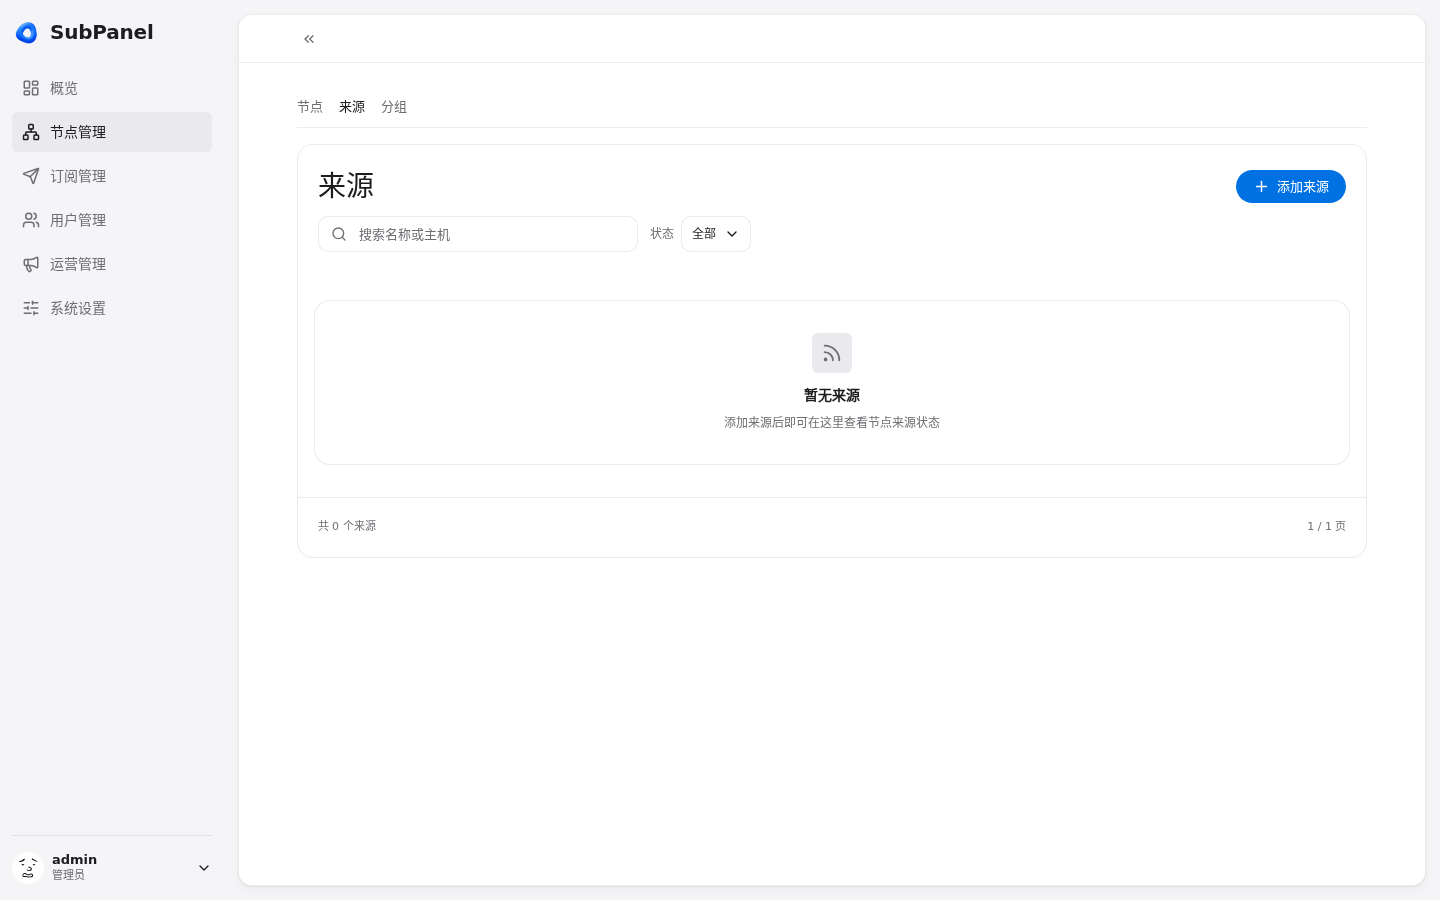 SubPanel
概览
节点管理
订阅管理
用户管理
运营管理
系统设置
admin
管理员
节点 来源 分组
来源
添加来源
搜索名称或主机
状态 全部
暂无来源
添加来源后即可在这里查看节点来源状态
共 0 个来源
1 / 1 页